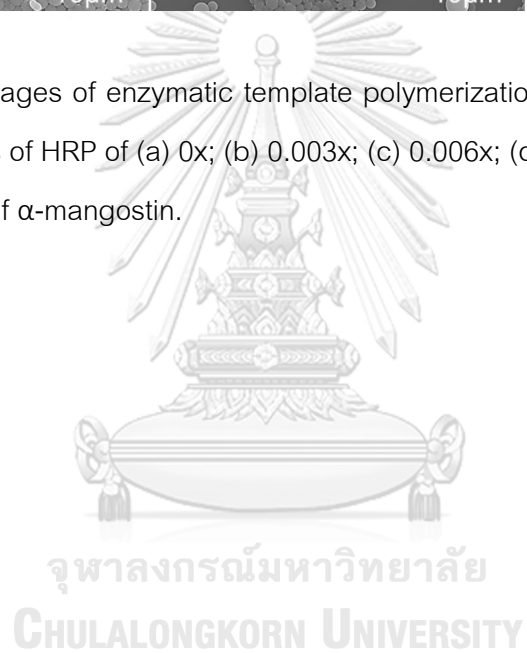 ages of enzymatic template polymerizatio
of HRP of (a) 0x; (b) 0.003x; (c) 0.006x; (
of α-mangostin.
จุฬาลงกรณ์มหาวิทยาลัย
CHULALONGKORN UNIVERSITY